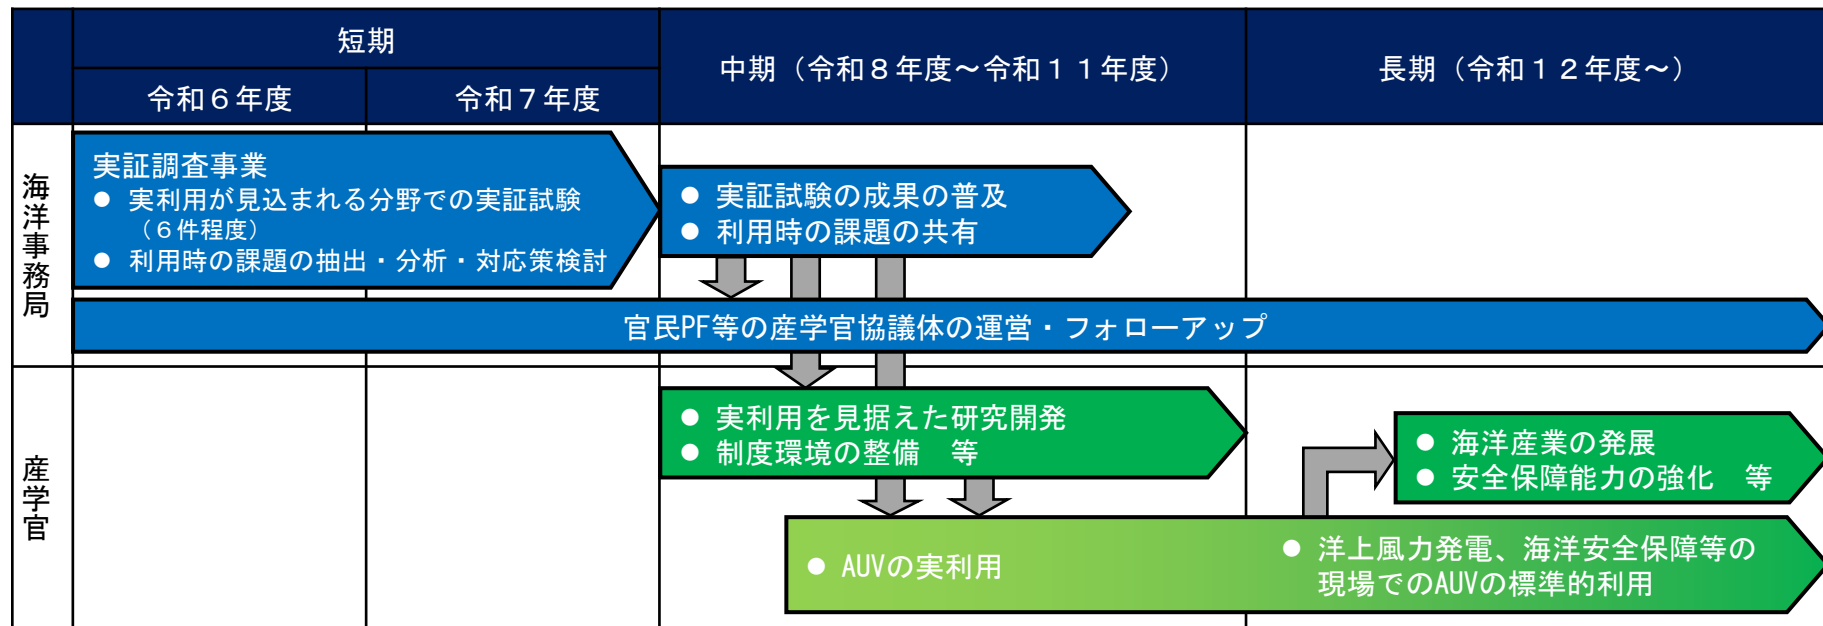 短期
中期（令和８年度～令和１１年度）
長期（令和１２年度～）
令和６年度
令和７年度
海洋事務局
実証調査事業
● 実利用が見込まれる分野での実証試験
（６件程度）
● 利用時の課題の抽出・分析・対応策検討
● 実証試験の成果の普及
● 利用時の課題の共有
官民PF等の産学官協議体の運営・フォローアップ
産学官
● 実利用を見据えた研究開発
● 制度環境の整備　等
● 海洋産業の発展
● 安全保障能力の強化　等
● AUVの実利用
● 洋上風力発電、海洋安全保障等の
現場でのAUVの標準的利用